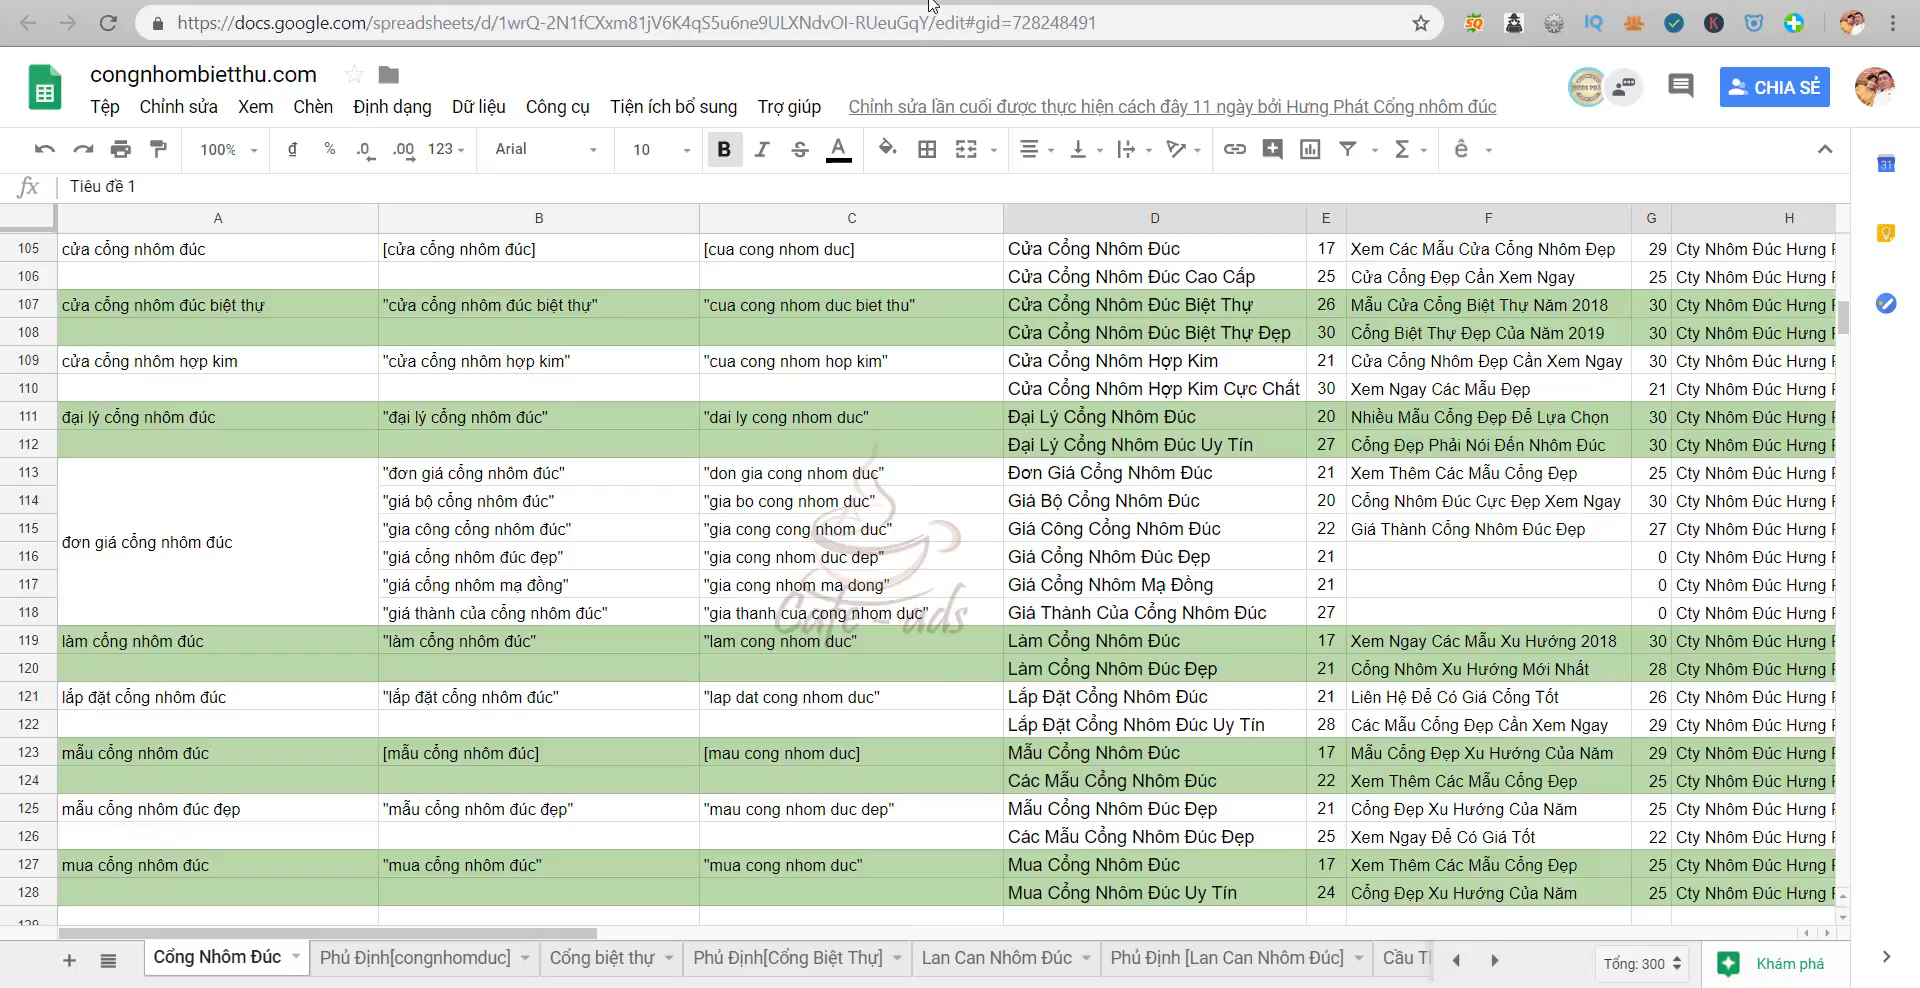 https://docs.google.com/spreadsheets/d/1wrQ-2N1fCXxm81jV6K4qS5u6ne9ULXNdvOI-RUeuGqY/edit#gid=728248491
congnhombietthu.com
Tệp Chỉnh sửa Xem Chèn Định dạng Dữ liệu Công cụ Tiện ích bổ sung Trợ giúp Chỉnh sửa lần cuối được thực hiện cách đây 11 ngày bởi Hưng Phát Cổng nhôm đúc CHIA SẺ
100% đ % .0 .00 123 Arial 10 B I S A Σ ê
fx Tiêu đề 1
A B C D E F G H
105 cửa cổng nhôm đúc [cửa cổng nhôm đúc] [cua cong nhom duc] Cửa Cổng Nhôm Đúc 17 Xem Các Mẫu Cửa Cổng Nhôm Đẹp 29 Cty Nhôm Đúc Hưng
106 Cửa Cổng Nhôm Đúc Cao Cấp 25 Cửa Cổng Đẹp Cần Xem Ngay 25 Cty Nhôm Đúc Hưng
107 cửa cổng nhôm đúc biệt thự "cửa cổng nhôm đúc biệt thự" "cua cong nhom duc biet thu" Cửa Cổng Nhôm Đúc Biệt Thự 26 Mẫu Cửa Cổng Biệt Thự Năm 2018 30 Cty Nhôm Đúc Hưng
108 Cửa Cổng Nhôm Đúc Biệt Thự Đẹp 30 Cổng Biệt Thự Đẹp Của Năm 2019 30 Cty Nhôm Đúc Hưng
109 cửa cổng nhôm hợp kim "cửa cổng nhôm hợp kim" "cua cong nhom hop kim" Cửa Cổng Nhôm Hợp Kim 21 Cửa Cổng Nhôm Đẹp Cần Xem Ngay 30 Cty Nhôm Đúc Hưng
110 Cửa Cổng Nhôm Hợp Kim Cực Chất 30 Xem Ngay Các Mẫu Đẹp 21 Cty Nhôm Đúc Hưng
111 đại lý cổng nhôm đúc "đại lý cổng nhôm đúc" "dai ly cong nhom duc" Đại Lý Cổng Nhôm Đúc 20 Nhiều Mẫu Cổng Đẹp Để Lựa Chọn 30 Cty Nhôm Đúc Hưng
112 Đại Lý Cổng Nhôm Đúc Uy Tín 27 Cổng Đẹp Phải Nói Đến Nhôm Đúc 30 Cty Nhôm Đúc Hưng
113 "đơn giá cổng nhôm đúc" "don gia cong nhom duc" Đơn Giá Cổng Nhôm Đúc 21 Xem Thêm Các Mẫu Cổng Đẹp 25 Cty Nhôm Đúc Hưng
114 "giá bộ cổng nhôm đúc" "gia bo cong nhom duc" Giá Bộ Cổng Nhôm Đúc 20 Cổng Nhôm Đúc Cực Đẹp Xem Ngay 30 Cty Nhôm Đúc Hưng
115 "gia công cổng nhôm đúc" "gia cong cong nhom duc" Giá Công Cổng Nhôm Đúc 22 Giá Thành Cổng Nhôm Đúc Đẹp 27 Cty Nhôm Đúc Hưng
đơn giá cổng nhôm đúc
116 "giá cổng nhôm đúc đẹp" "gia cong nhom duc dep" Giá Cổng Nhôm Đúc Đẹp 21 0 Cty Nhôm Đúc Hưng
117 "giá cổng nhôm mạ đồng" "gia cong nhom ma dong" Giá Cổng Nhôm Mạ Đồng 21 0 Cty Nhôm Đúc Hưng
118 "giá thành của cổng nhôm đúc" "gia thanh cua cong nhom duc" Giá Thành Của Cổng Nhôm Đúc 27 0 Cty Nhôm Đúc Hưng
Cafe-ads
119 làm cổng nhôm đúc "làm cổng nhôm đúc" "lam cong nhom duc" Làm Cổng Nhôm Đúc 17 Xem Ngay Các Mẫu Xu Hướng 2018 30 Cty Nhôm Đúc Hưng
120 Làm Cổng Nhôm Đúc Đẹp 21 Cổng Nhôm Xu Hướng Mới Nhất 28 Cty Nhôm Đúc Hưng
121 lắp đặt cổng nhôm đúc "lắp đặt cổng nhôm đúc" "lap dat cong nhom duc" Lắp Đặt Cổng Nhôm Đúc 21 Liên Hệ Để Có Giá Cổng Tốt 26 Cty Nhôm Đúc Hưng
122 Lắp Đặt Cổng Nhôm Đúc Uy Tín 28 Các Mẫu Cổng Đẹp Cần Xem Ngay 29 Cty Nhôm Đúc Hưng
123 mẫu cổng nhôm đúc [mẫu cổng nhôm đúc] [mau cong nhom duc] Mẫu Cổng Nhôm Đúc 17 Mẫu Cổng Đẹp Xu Hướng Của Năm 29 Cty Nhôm Đúc Hưng
124 Các Mẫu Cổng Nhôm Đúc 22 Xem Thêm Các Mẫu Cổng Đẹp 25 Cty Nhôm Đúc Hưng
125 mẫu cổng nhôm đúc đẹp "mẫu cổng nhôm đúc đẹp" "mau cong nhom duc dep" Mẫu Cổng Nhôm Đúc Đẹp 21 Cổng Đẹp Xu Hướng Của Năm 25 Cty Nhôm Đúc Hưng
126 Các Mẫu Cổng Nhôm Đúc Đẹp 25 Xem Ngay Để Có Giá Tốt 22 Cty Nhôm Đúc Hưng
127 mua cổng nhôm đúc "mua cổng nhôm đúc" "mua cong nhom duc" Mua Cổng Nhôm Đúc 17 Xem Thêm Các Mẫu Cổng Đẹp 25 Cty Nhôm Đúc Hưng
128 Mua Cổng Nhôm Đúc Uy Tín 24 Cổng Đẹp Xu Hướng Của Năm 25 Cty Nhôm Đúc Hưng
129
Cổng Nhôm Đúc Phủ Định[congnhomduc] Cổng biệt thự Phủ Định[Cổng Biệt Thự] Lan Can Nhôm Đúc Phủ Định [Lan Can Nhôm Đúc] Cầu Tổng: 300 Khám phá